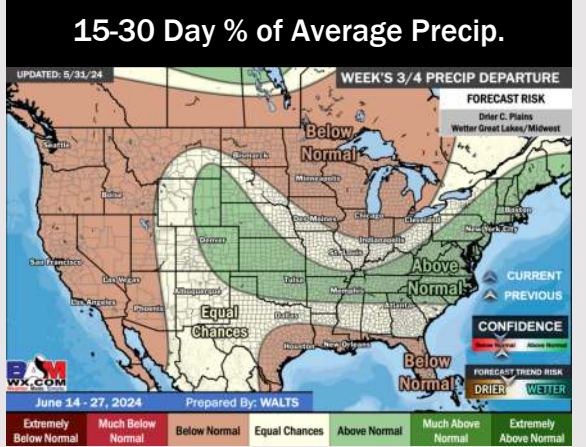 15-30 Day % of Average Precip.
UPDATED: 5/31/24
WEEK'S 3/4 PRECIP DEPARTURE
FORECAST RISK
Drier C. Plains
Wetter Great Lakes/Midwest
Seattle
Bismarck
Below
Normal
Minneapolis
Boise
Boston
Des Moines
Chicago
Cleveland
New York City
Denver
Indianapolis
St. Louis
San Francisco
Las Vegas
Above
Normal
CURRENT
PREVIOUS
Tulsa
Memphis
Albuquerque
Los Angeles
Phoenix
Equal
Chances
Dallas
Atlanta
CONFIDENCE
Below Normal
Above Normal
Houston
New Orleans
Below
Normal
FORECAST TREND RISK
DRIER
WETTER
BAM
WX.COM
June 14 - 27, 2024
Prepared By: WALTS
Extremely
Below Normal
Much Below
Normal
Below Normal
Equal Chances
Above Normal
Much Above
Normal
Extremely
Above Normal